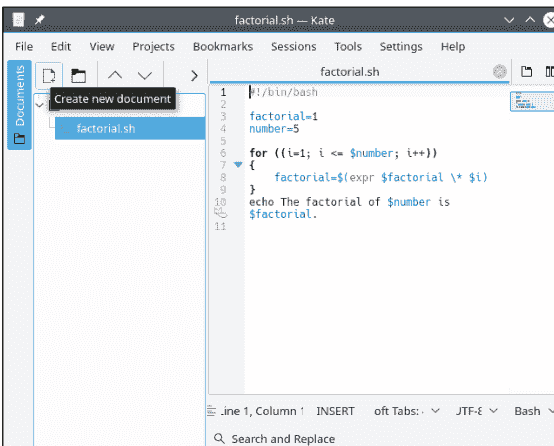 factorial.sh — Kate
File Edit View Projects Bookmarks Sessions Tools Settings Help
Documents
factorial.sh
Create new document
factorial.sh
1 #!/bin/bash
2
3 factorial=1
4 number=5
5
6 for ((i=1; i <= $number; i++))
7 {
8 factorial=$(expr $factorial \* $i)
9 }
10 echo The factorial of $number is
$factorial.
11
ine 1, Column 1 INSERT oft Tabs: JTF-8 Bash
Search and Replace